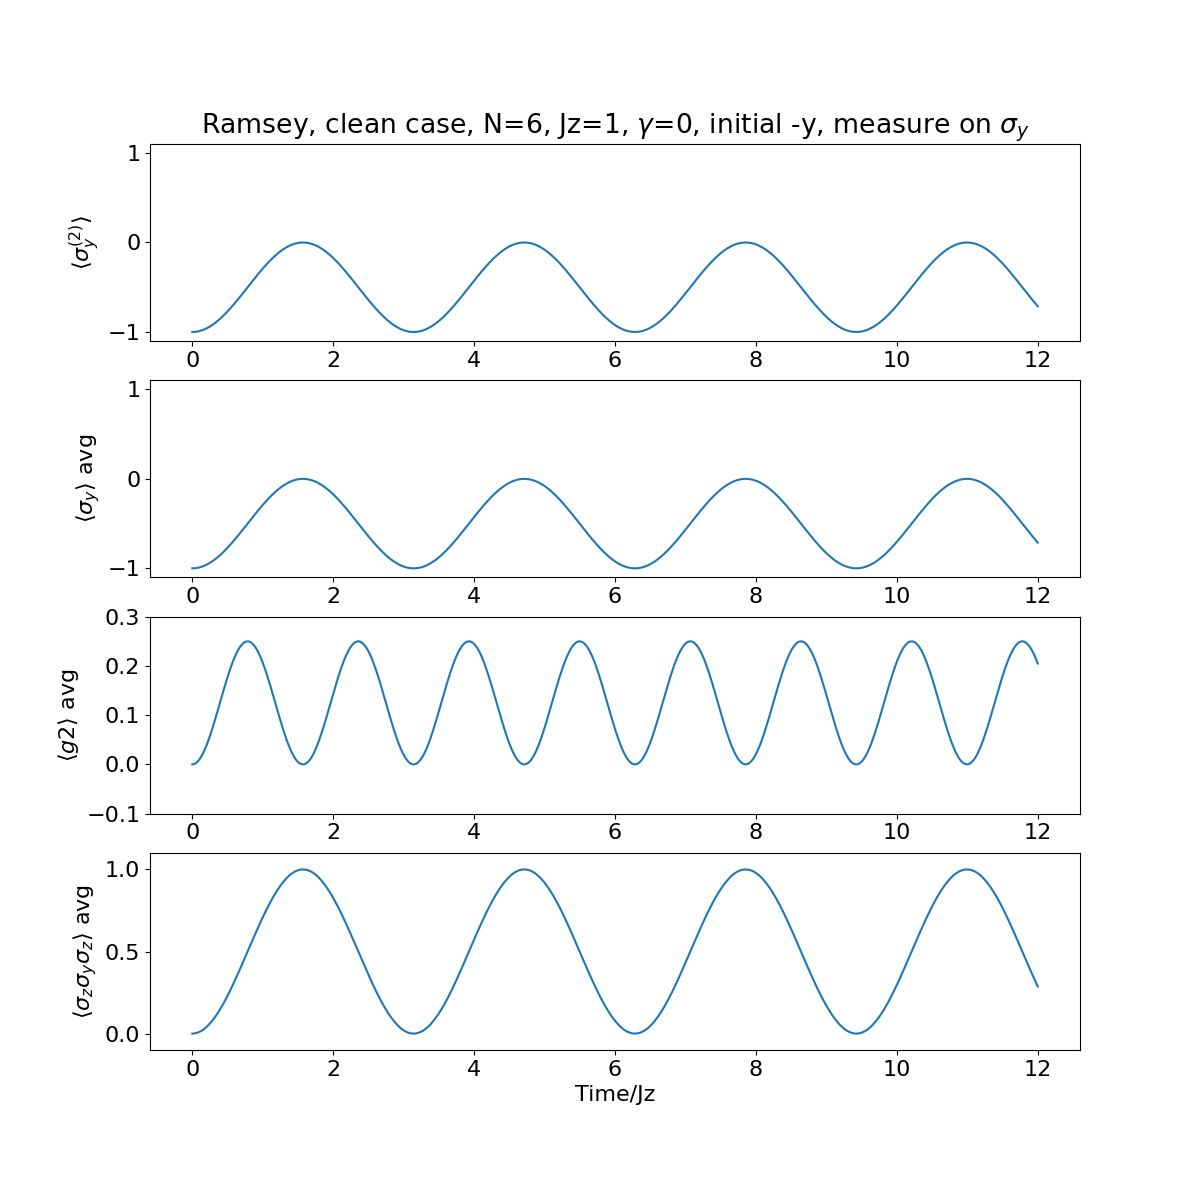 Ramsey, clean case, N=6, Jz=1, γ=0, initial -y, measure on σ_y
⟨σ_y^(2)⟩
1
0
−1
0 2 4 6 8 10 12
⟨σ_y⟩ avg
1
0
−1
0 2 4 6 8 10 12
⟨g2⟩ avg
0.3
0.2
0.1
0.0
−0.1
0 2 4 6 8 10 12
⟨σ_zσ_yσ_z⟩ avg
1.0
0.5
0.0
0 2 4 6 8 10 12
Time/Jz